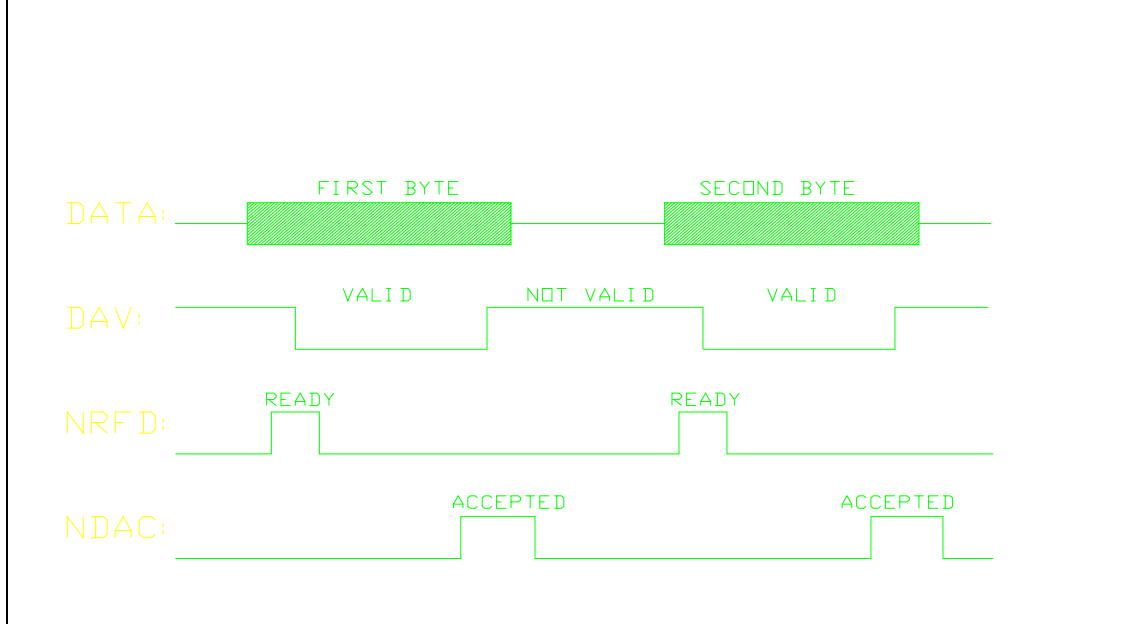 FIRST BYTE SECOND BYTE
DATA:
VALID NOT VALID VALID
DAV:
READY READY
NRFD:
ACCEPTED ACCEPTED
NDAC: